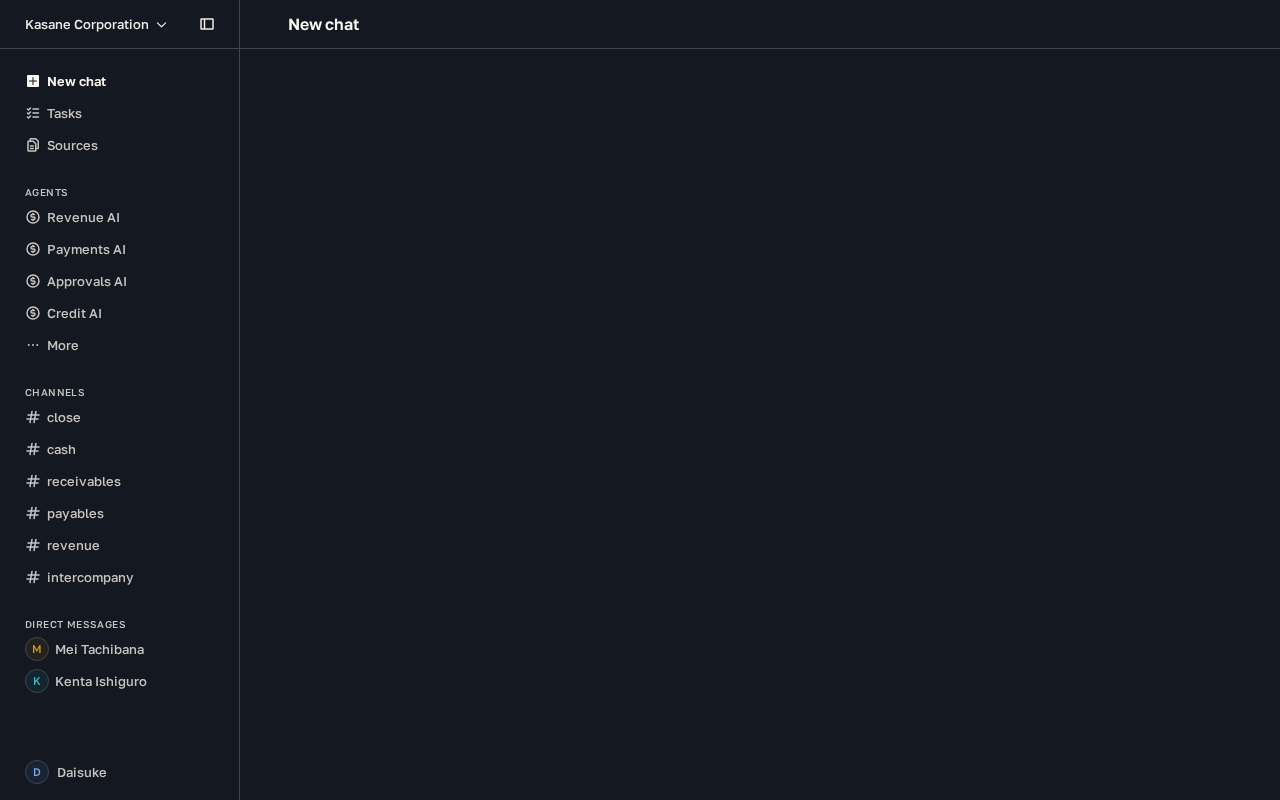 Kasane Corporation
New chat
New chat
Tasks
Sources
AGENTS
Revenue AI
Payments AI
Approvals AI
Credit AI
More
CHANNELS
close
cash
receivables
payables
revenue
intercompany
DIRECT MESSAGES
M Mei Tachibana
K Kenta Ishiguro
D Daisuke